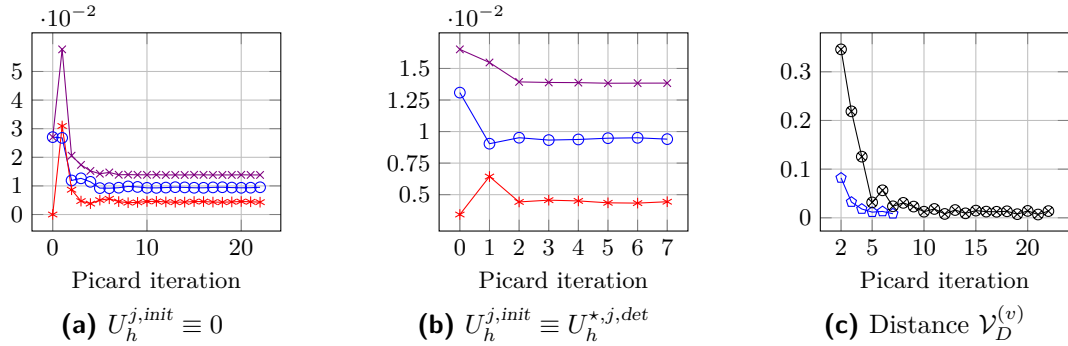 ·10⁻²
5
4
3
2
1
0
0 10 20
Picard iteration
(a) U_h^{j,init} ≡ 0
·10⁻²
1.5
1.25
1
0.75
0.5
0 1 2 3 4 5 6 7
Picard iteration
(b) U_h^{j,init} ≡ U_h^{⋆,j,det}
0.3
0.2
0.1
0
2 5 10 15 20
Picard iteration
(c) Distance 𝒱_D^{(v)}